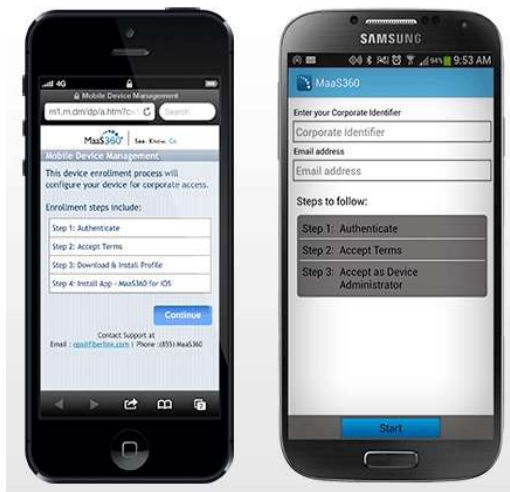 4G
Mobile Device Management
m1.m.dm/dp/a.htm?c=
Search
MaaS360 See. Know. Go
Mobile Device Management
This device enrollment process will
configure your device for corporate access.
Enrollment steps include:
Step 1: Authenticate
Step 2: Accept Terms
Step 3: Download & Install Profile
Step 4: Install App - MaaS360 for iOS
Continue
Contact Support at
Email : ops@fiberlink.com | Phone :(855)-MaaS360
SAMSUNG
94% 9:53 AM
MaaS360
Enter your Corporate Identifier
Corporate Identifier
Email address
Email address
Steps to follow:
Step 1: Authenticate
Step 2: Accept Terms
Step 3: Accept as Device
Administrator
Start